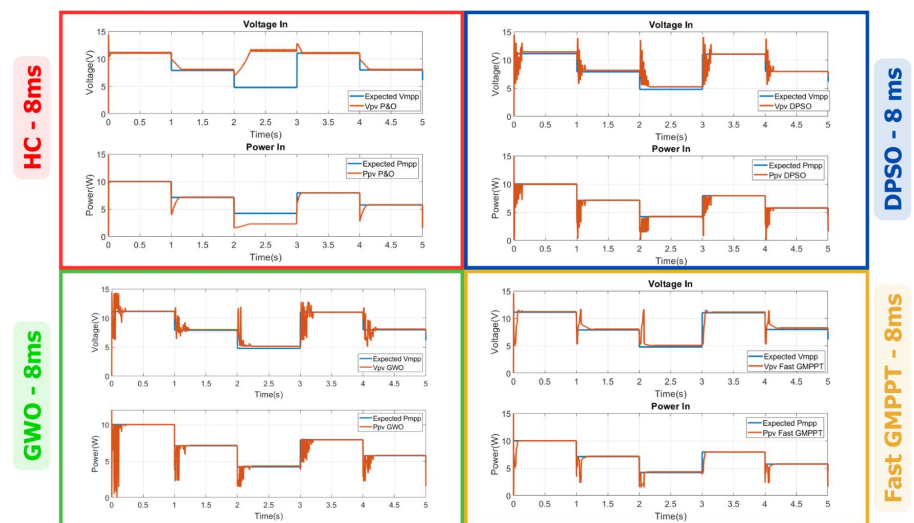 HC - 8ms
Voltage In
Voltage(V)
15
10
5
0
Expected Vmpp
Vpv P&O
0 0.5 1 1.5 2 2.5 3 3.5 4 4.5 5
Time(s)
Power In
Power(W)
15
10
5
0
Expected Pmpp
Ppv P&O
0 0.5 1 1.5 2 2.5 3 3.5 4 4.5 5
Time(s)
DPSO - 8 ms
Voltage In
Voltage(V)
15
10
5
0
Expected Vmpp
Vpv DPSO
0 0.5 1 1.5 2 2.5 3 3.5 4 4.5 5
Time(s)
Power In
Power(W)
15
10
5
0
Expected Pmpp
Ppv DPSO
0 0.5 1 1.5 2 2.5 3 3.5 4 4.5 5
Time(s)
GWO - 8ms
Voltage(V)
15
10
5
0
Expected Vmpp
Vpv GWO
0 0.5 1 1.5 2 2.5 3 3.5 4 4.5 5
Time(s)
Power(W)
10
5
0
Expected Pmpp
Ppv GWO
0 0.5 1 1.5 2 2.5 3 3.5 4 4.5 5
Time(s)
Fast GMPPT - 8ms
Voltage In
Voltage(V)
15
10
5
0
Expected Vmpp
Vpv Fast GMPPT
0 0.5 1 1.5 2 2.5 3 3.5 4 4.5 5
Time(s)
Power In
Power(W)
15
10
5
0
Expected Pmpp
Ppv Fast GMPPT
0 0.5 1 1.5 2 2.5 3 3.5 4 4.5 5
Time(s)